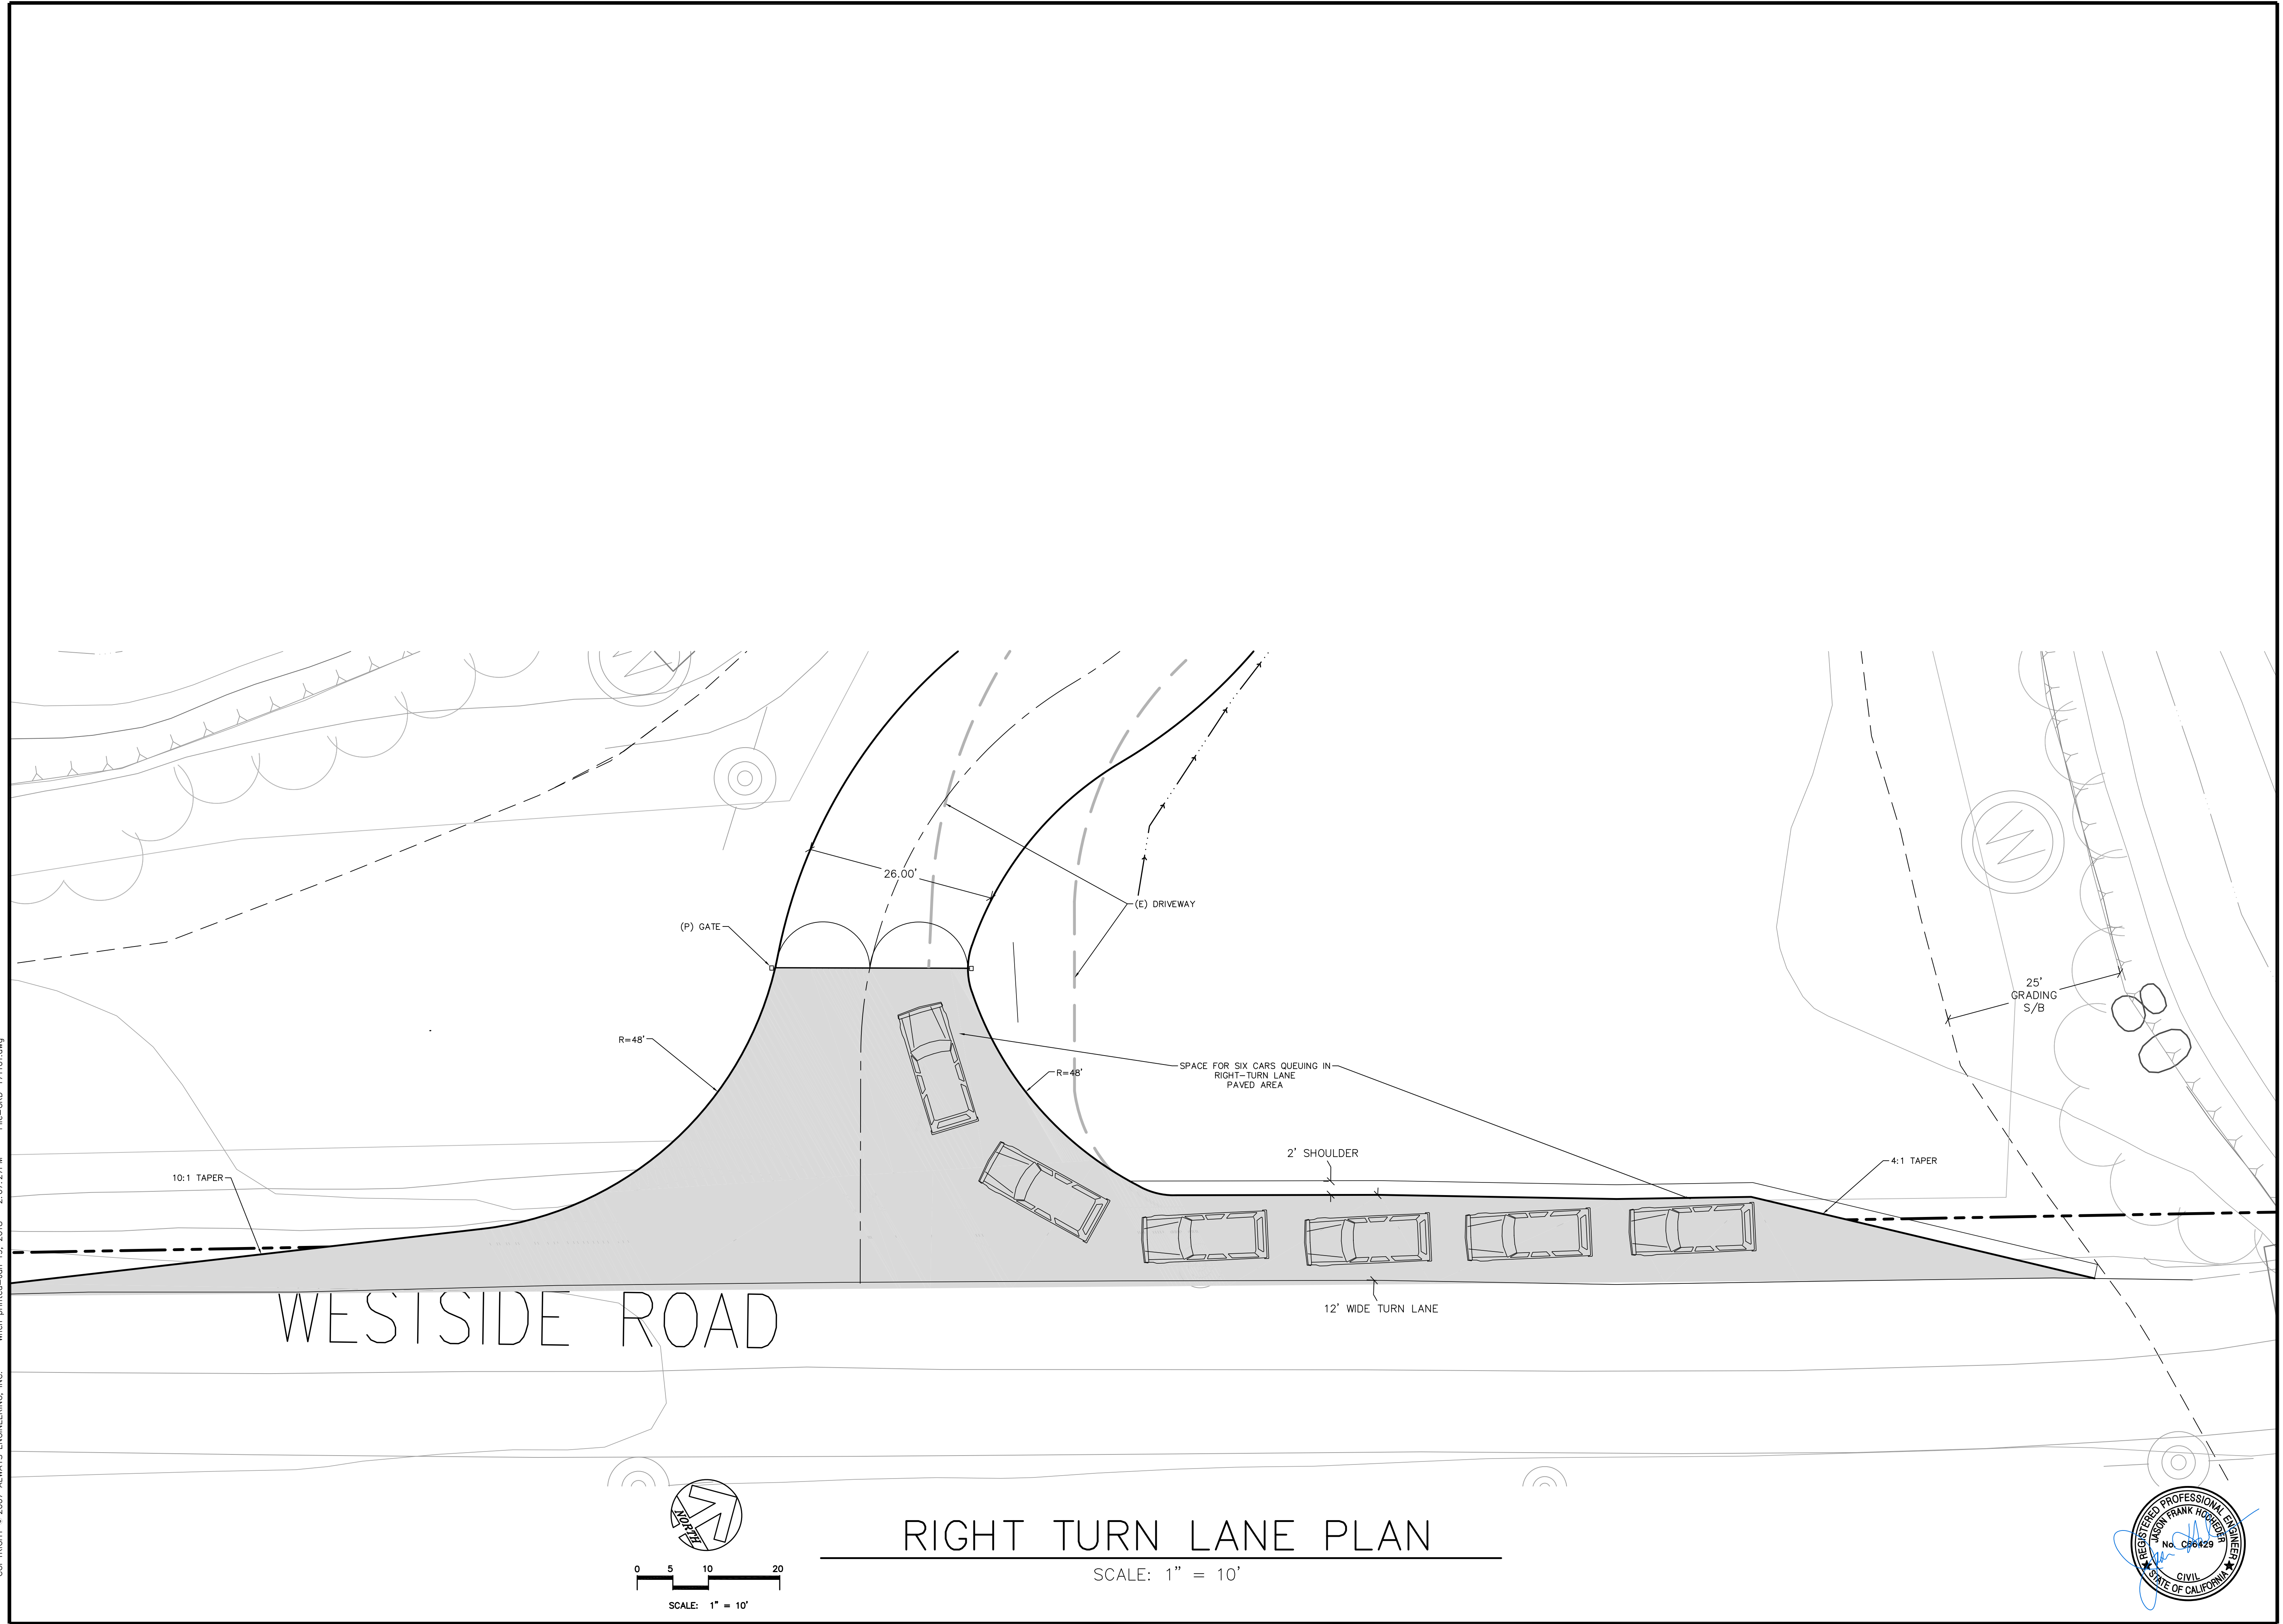 26.00'
(P) GATE
(E) DRIVEWAY
25'
GRADING
S/B
R=48'
R=48'
SPACE FOR SIX CARS QUEUING IN
RIGHT-TURN LANE
PAVED AREA
2' SHOULDER
10:1 TAPER
4:1 TAPER
12' WIDE TURN LANE
WESTSIDE ROAD
NORTH
0 5 10 20
SCALE: 1" = 10'
RIGHT TURN LANE PLAN
SCALE: 1" = 10'
REGISTERED PROFESSIONAL ENGINEER
JASON FRANK HOCHEDER
No. C66429
CIVIL
STATE OF CALIFORNIA